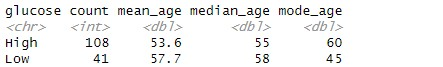 glucose count mean_age median_age mode_age
<chr> <int> <dbl> <dbl> <dbl>
High 108 53.6 55 60
Low 41 57.7 58 45